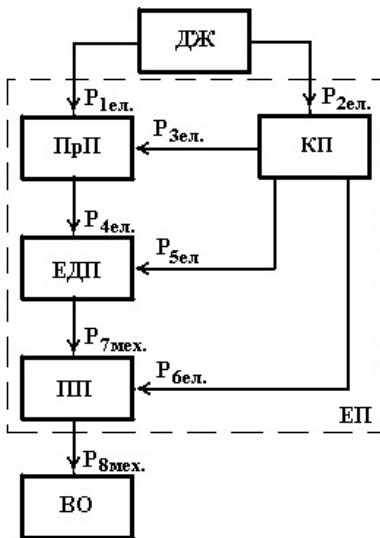 ДЖ
P1ел.
P2ел.
ПрП
P3ел.
КП
P4ел.
ЕДП
P5ел
P7мех.
ПП
P6ел.
ЕП
P8мех.
ВО